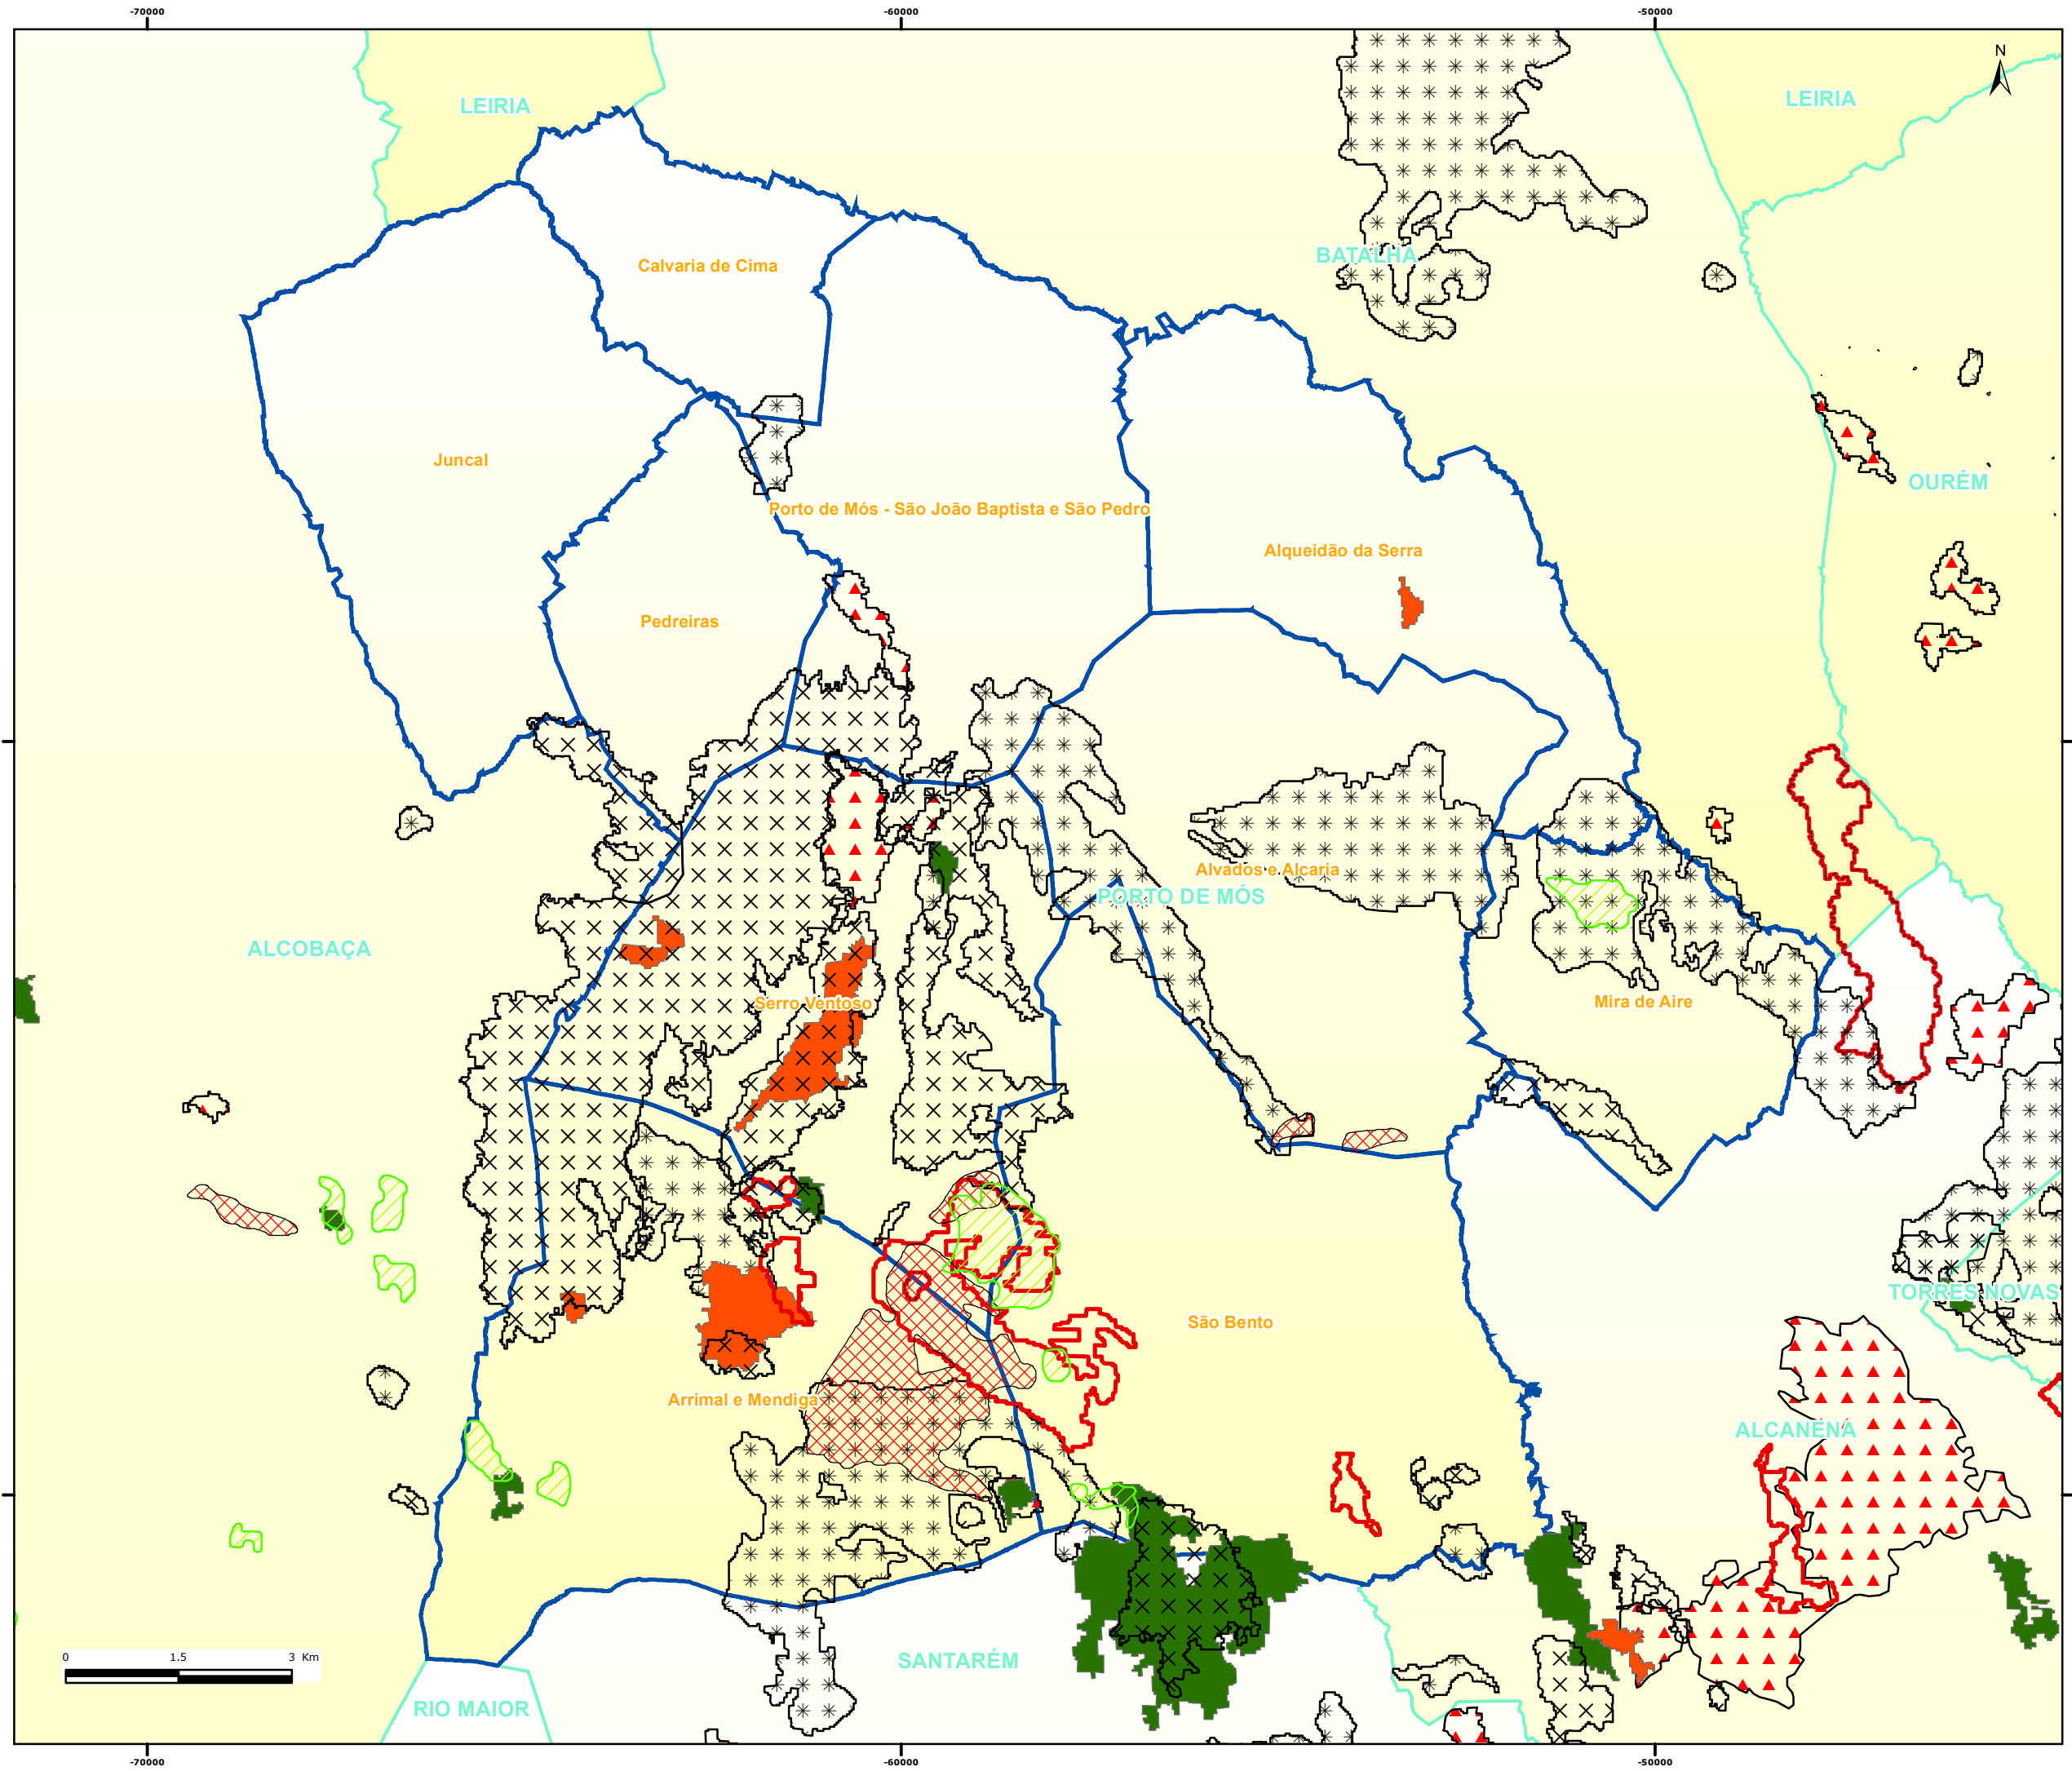 -70000 -60000 -50000
N
LEIRIA LEIRIA
BATALHA
Calvaria de Cima
Juncal
OURÉM
Porto de Mós - São João Baptista e São Pedro
Alqueidão da Serra
Pedreiras
Alvados e Alcaria
PORTO DE MÓS
ALCOBAÇA
Serro Ventoso
Mira de Aire
TORRES NOVAS
São Bento
Arrimal e Mendiga
ALCANENA
0 1.5 3 Km
SANTARÉM
RIO MAIOR
-70000 -60000 -50000